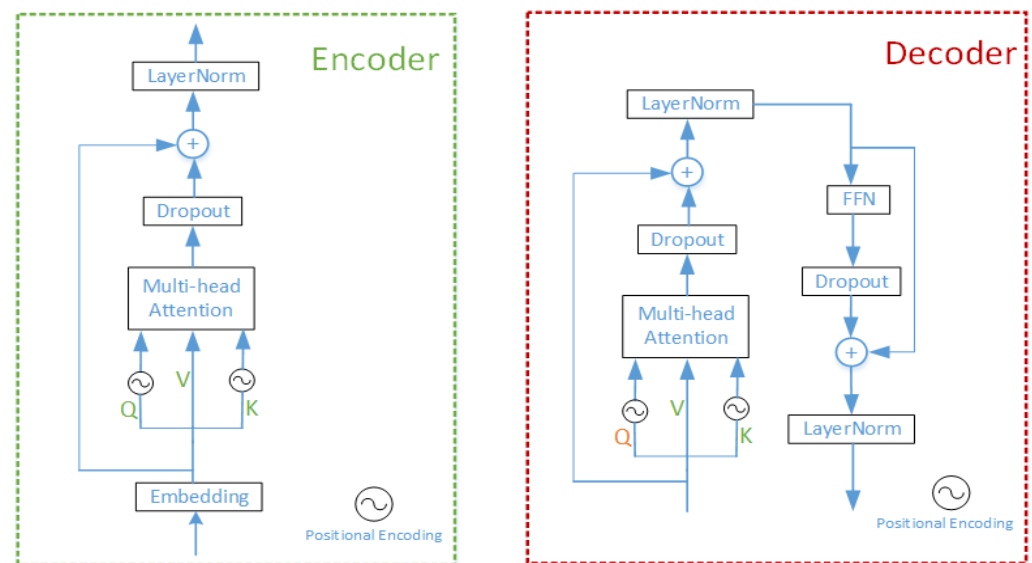 Encoder
LayerNorm
+
Dropout
Multi-head
Attention
V
Q
K
Embedding
Positional Encoding
Decoder
LayerNorm
+
Dropout
Multi-head
Attention
V
Q
K
FFN
Dropout
+
LayerNorm
Positional Encoding